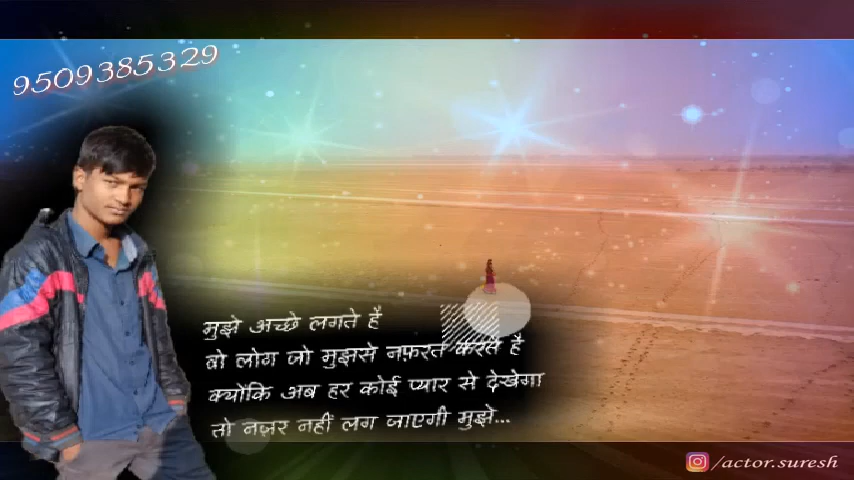 9509385329
मुझे अच्छे लगते है
वो लोग जो मुझसे नफ़रत करते है
क्योंकि अब हर कोई प्यार से देखेगा
तो नज़र नहीं लग जाएगी मुझे...
/actor.suresh